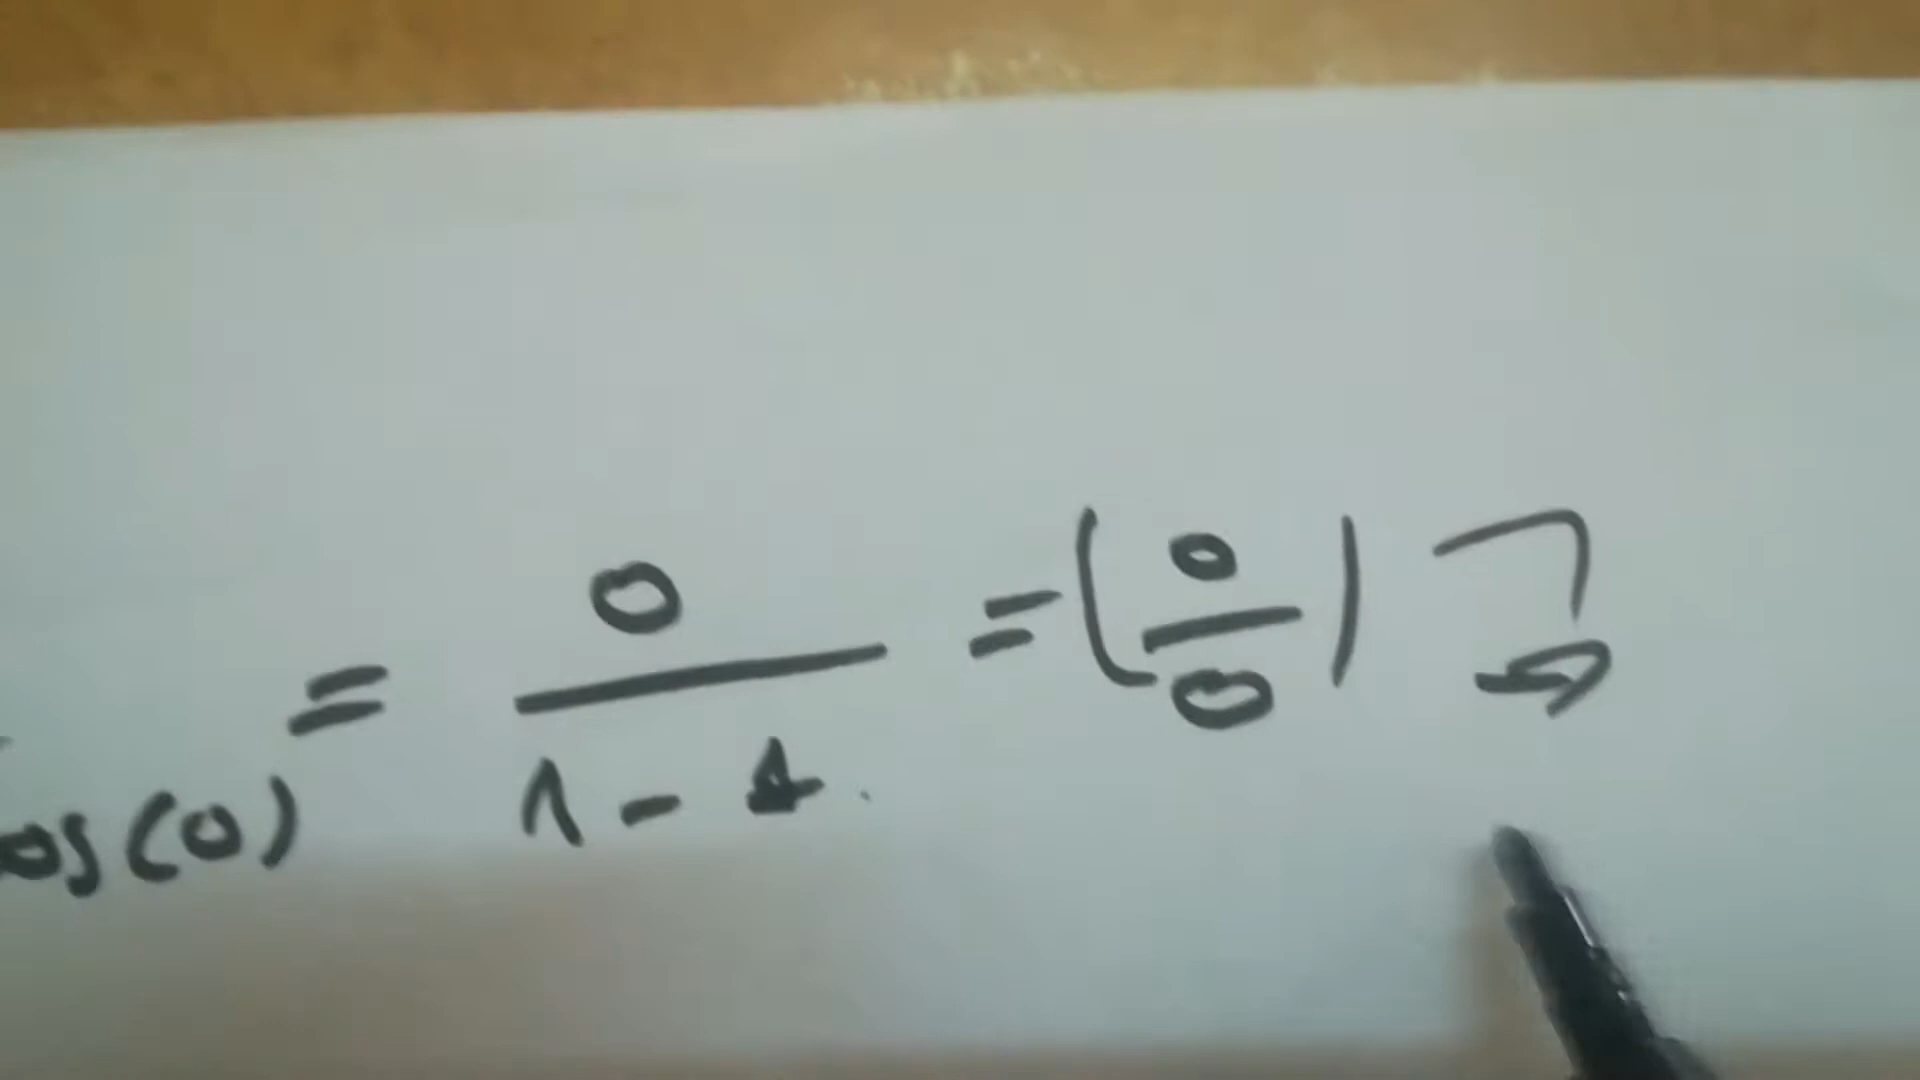 os(0) = 0/(1-1) = (0/0)